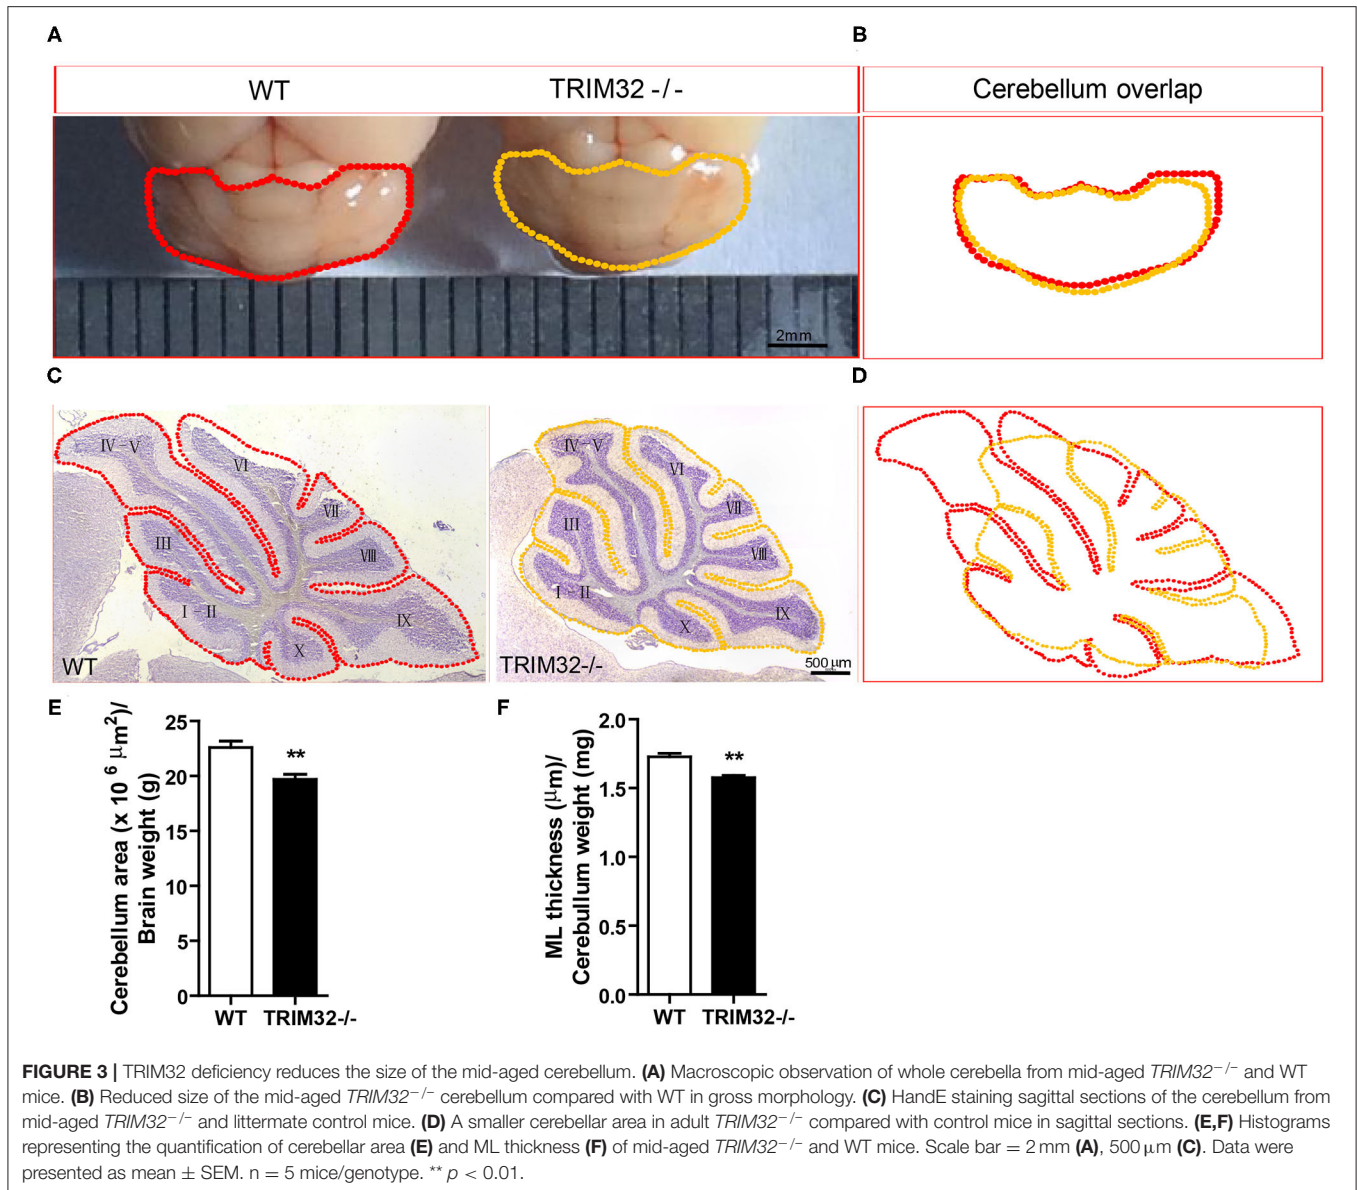 A
B
WT
TRIM32 -/-
Cerebellum overlap
2mm
C
D
IV-V
VI
VII
III
VIII
I-II
IX
X
WT
IV-V
VI
VII
III
VIII
I-II
IX
X
TRIM32-/-
500 µm
E
F
Cerebellum area (x 10 6 µm2)/
Brain weight (g)
25
20
15
10
5
0
**
WT
TRIM32-/-
ML thickness (µm)/
Cerebullum weight (mg)
2.0
1.5
1.0
0.5
0.0
**
WT
TRIM32-/-
FIGURE 3 | TRIM32 deficiency reduces the size of the mid-aged cerebellum. (A) Macroscopic observation of whole cerebella from mid-aged TRIM32−/− and WT
mice. (B) Reduced size of the mid-aged TRIM32−/− cerebellum compared with WT in gross morphology. (C) HandE staining sagittal sections of the cerebellum from
mid-aged TRIM32−/− and littermate control mice. (D) A smaller cerebellar area in adult TRIM32−/− compared with control mice in sagittal sections. (E,F) Histograms
representing the quantification of cerebellar area (E) and ML thickness (F) of mid-aged TRIM32−/− and WT mice. Scale bar = 2 mm (A), 500 µm (C). Data were
presented as mean ± SEM. n = 5 mice/genotype. ** p < 0.01.